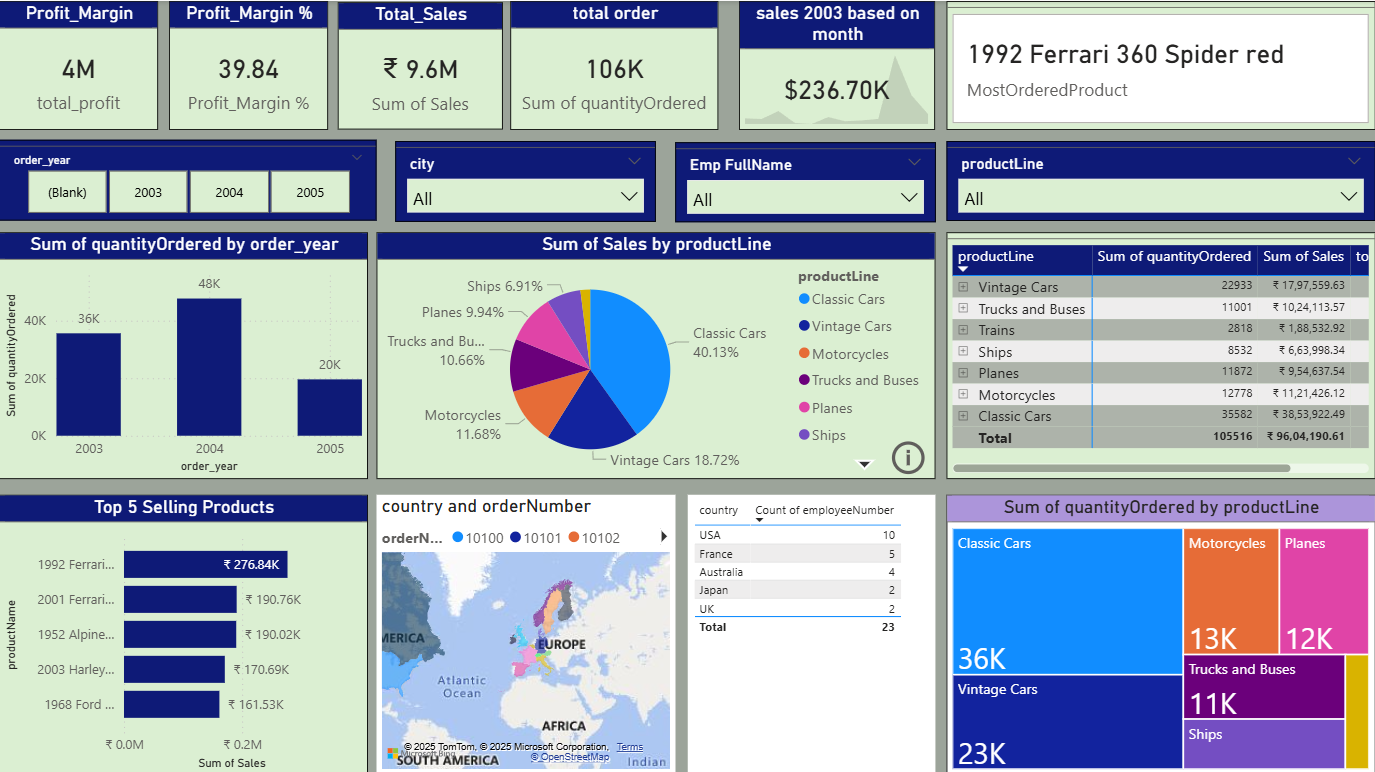 Profit_Margin
4M
total_profit
Profit_Margin %
39.84
Profit_Margin %
Total_Sales
₹ 9.6M
Sum of Sales
total order
106K
Sum of quantityOrdered
sales 2003 based on
month
$236.70K
1992 Ferrari 360 Spider red
MostOrderedProduct
order_year
(Blank)
2003
2004
2005
city
All
Emp FullName
All
productLine
All
Sum of quantityOrdered by order_year
Sum of quantityOrdered
40K
20K
0K
36K
48K
20K
2003
2004
2005
order_year
Sum of Sales by productLine
Ships 6.91%
Planes 9.94%
Trucks and Bu...
10.66%
Motorcycles
11.68%
Vintage Cars 18.72%
Classic Cars
40.13%
productLine
Classic Cars
Vintage Cars
Motorcycles
Trucks and Buses
Planes
Ships
productLine Sum of quantityOrdered Sum of Sales to
Vintage Cars 22933 ₹ 17,97,559.63
Trucks and Buses 11001 ₹ 10,24,113.57
Trains 2818 ₹ 1,88,532.92
Ships 8532 ₹ 6,63,998.34
Planes 11872 ₹ 9,54,637.54
Motorcycles 12778 ₹ 11,21,426.12
Classic Cars 35582 ₹ 38,53,922.49
Total 105516 ₹ 96,04,190.61
Top 5 Selling Products
productName
1992 Ferrari... ₹ 276.84K
2001 Ferrari... ₹ 190.76K
1952 Alpine... ₹ 190.02K
2003 Harley... ₹ 170.69K
1968 Ford ... ₹ 161.53K
₹ 0.0M ₹ 0.2M
Sum of Sales
country and orderNumber
orderN... 10100 10101 10102
MERICA
EUROPE
Atlantic
Ocean
AFRICA
© 2025 TomTom, © 2025 Microsoft Corporation, Terms
Microsoft Bing
© OpenStreetMap
SOUTH AMERICA
Indian
country Count of employeeNumber
USA 10
France 5
Australia 4
Japan 2
UK 2
Total 23
Sum of quantityOrdered by productLine
Classic Cars
36K
Vintage Cars
23K
Motorcycles
13K
Planes
12K
Trucks and Buses
11K
Ships